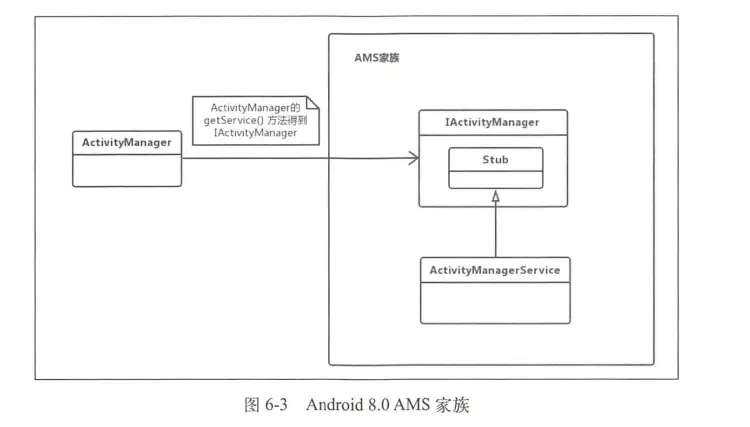 AMS家族
ActivityManager的
getService() 方法得到
IActivityManager
ActivityManager
IActivityManager
Stub
ActivityManagerService
图 6-3 Android 8.0 AMS 家族